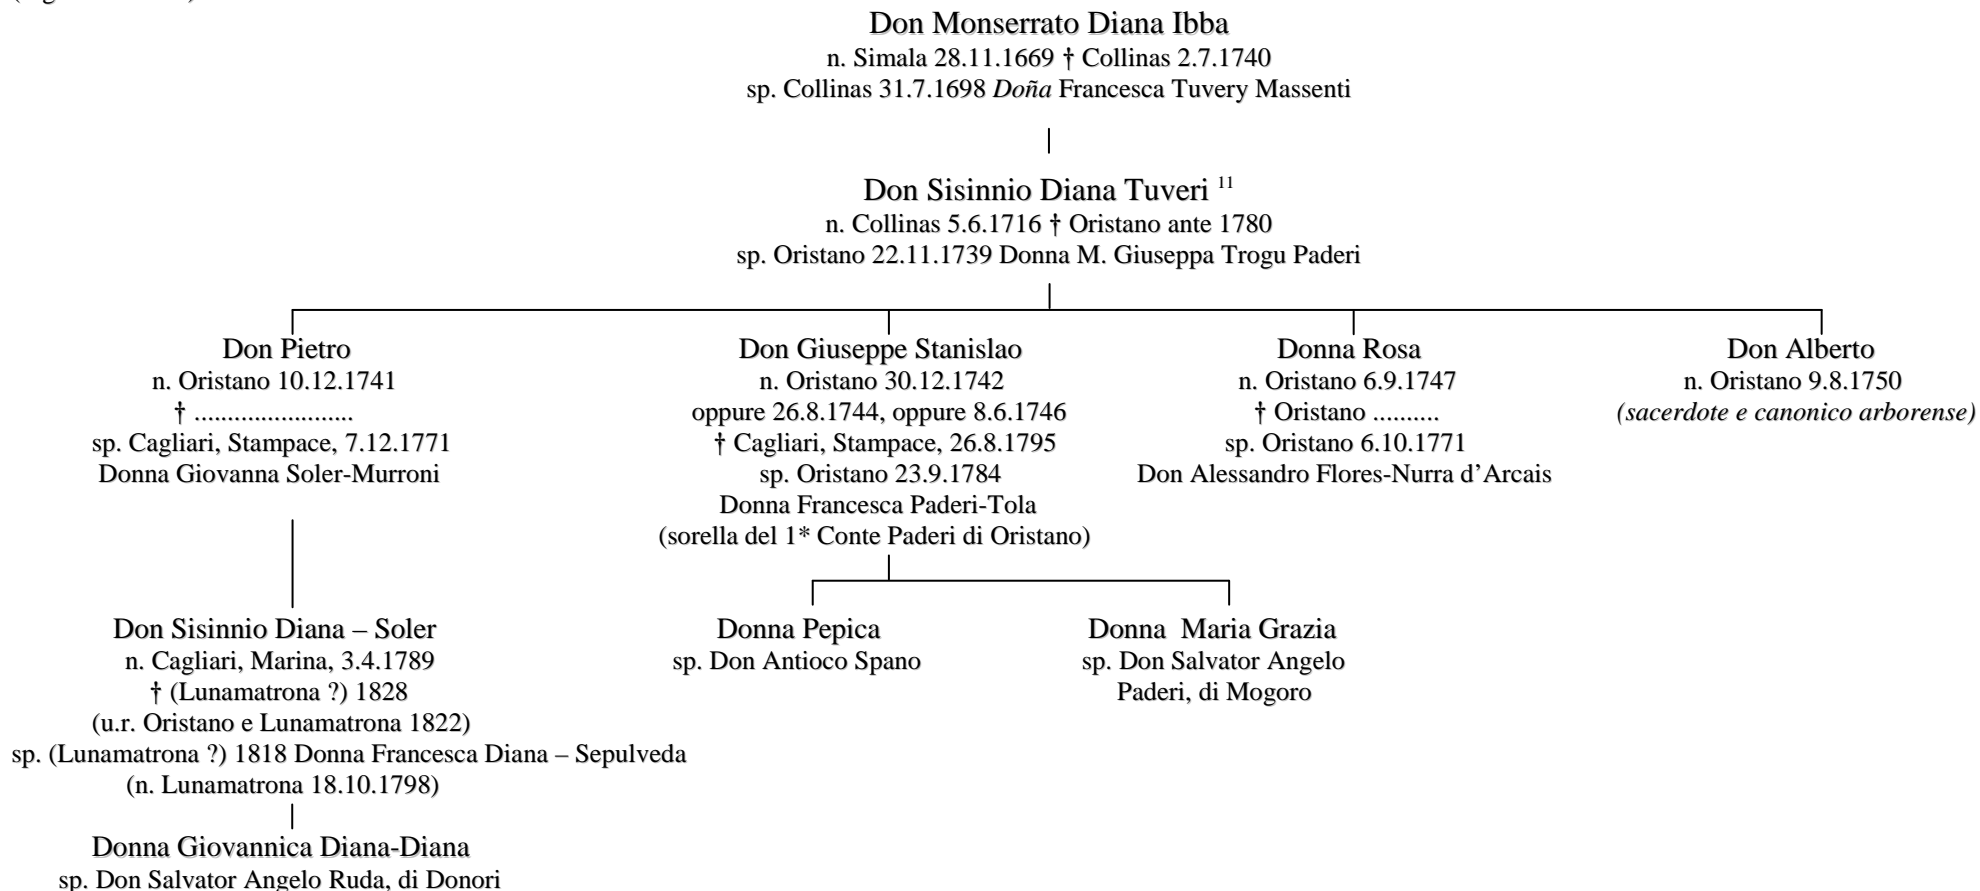 Don Monserrato Diana Ibba
n. Simala 28.11.1669 † Collinas 2.7.1740
sp. Collinas 31.7.1698 Doña Francesca Tuvery Massenti
Don Sisinnio Diana Tuveri 11
n. Collinas 5.6.1716 † Oristano ante 1780
sp. Oristano 22.11.1739 Donna M. Giuseppa Trogu Paderi
Don Pietro
n. Oristano 10.12.1741
† .......................
sp. Cagliari, Stampace, 7.12.1771
Donna Giovanna Soler-Murroni
Don Giuseppe Stanislao
n. Oristano 30.12.1742
oppure 26.8.1744, oppure 8.6.1746
† Cagliari, Stampace, 26.8.1795
sp. Oristano 23.9.1784
Donna Francesca Paderi-Tola
(sorella del 1* Conte Paderi di Oristano)
Donna Rosa
n. Oristano 6.9.1747
† Oristano ..........
sp. Oristano 6.10.1771
Don Alessandro Flores-Nurra d’Arcais
Don Alberto
n. Oristano 9.8.1750
(sacerdote e canonico arborense)
Don Sisinnio Diana – Soler
n. Cagliari, Marina, 3.4.1789
† (Lunamatrona ?) 1828
(u.r. Oristano e Lunamatrona 1822)
sp. (Lunamatrona ?) 1818 Donna Francesca Diana – Sepulveda
(n. Lunamatrona 18.10.1798)
Donna Pepica
sp. Don Antioco Spano
Donna Maria Grazia
sp. Don Salvator Angelo
Paderi, di Mogoro
Donna Giovannica Diana-Diana
sp. Don Salvator Angelo Ruda, di Donori